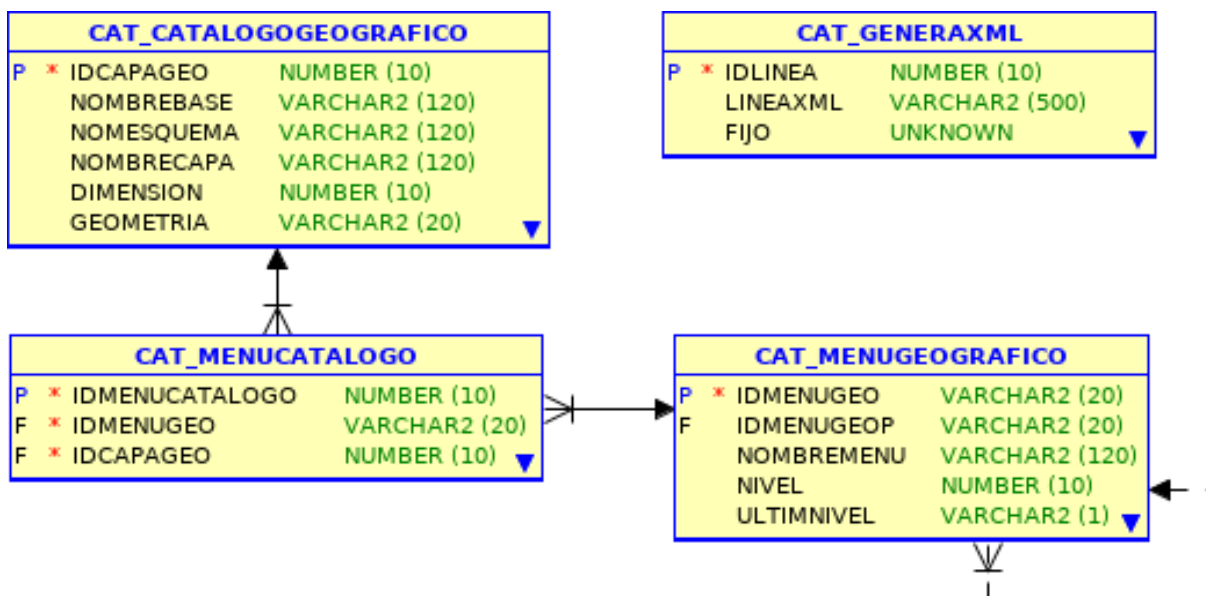 CAT_CATALOGOGEOGRAFICO
P * IDCAPAGEO NUMBER (10)
NOMBREBASE VARCHAR2 (120)
NOMESQUEMA VARCHAR2 (120)
NOMBRECAPA VARCHAR2 (120)
DIMENSION NUMBER (10)
GEOMETRIA VARCHAR2 (20)
CAT_GENERAXML
P * IDLINEA NUMBER (10)
LINEAXML VARCHAR2 (500)
FIJO UNKNOWN
CAT_MENUCATALOGO
P * IDMENUCATALOGO NUMBER (10)
F * IDMENUGEO VARCHAR2 (20)
F * IDCAPAGEO NUMBER (10)
CAT_MENUGEOGRAFICO
P * IDMENUGEO VARCHAR2 (20)
F IDMENUGEOP VARCHAR2 (20)
NOMBREMENU VARCHAR2 (120)
NIVEL NUMBER (10)
ULTIMNIVEL VARCHAR2 (1)